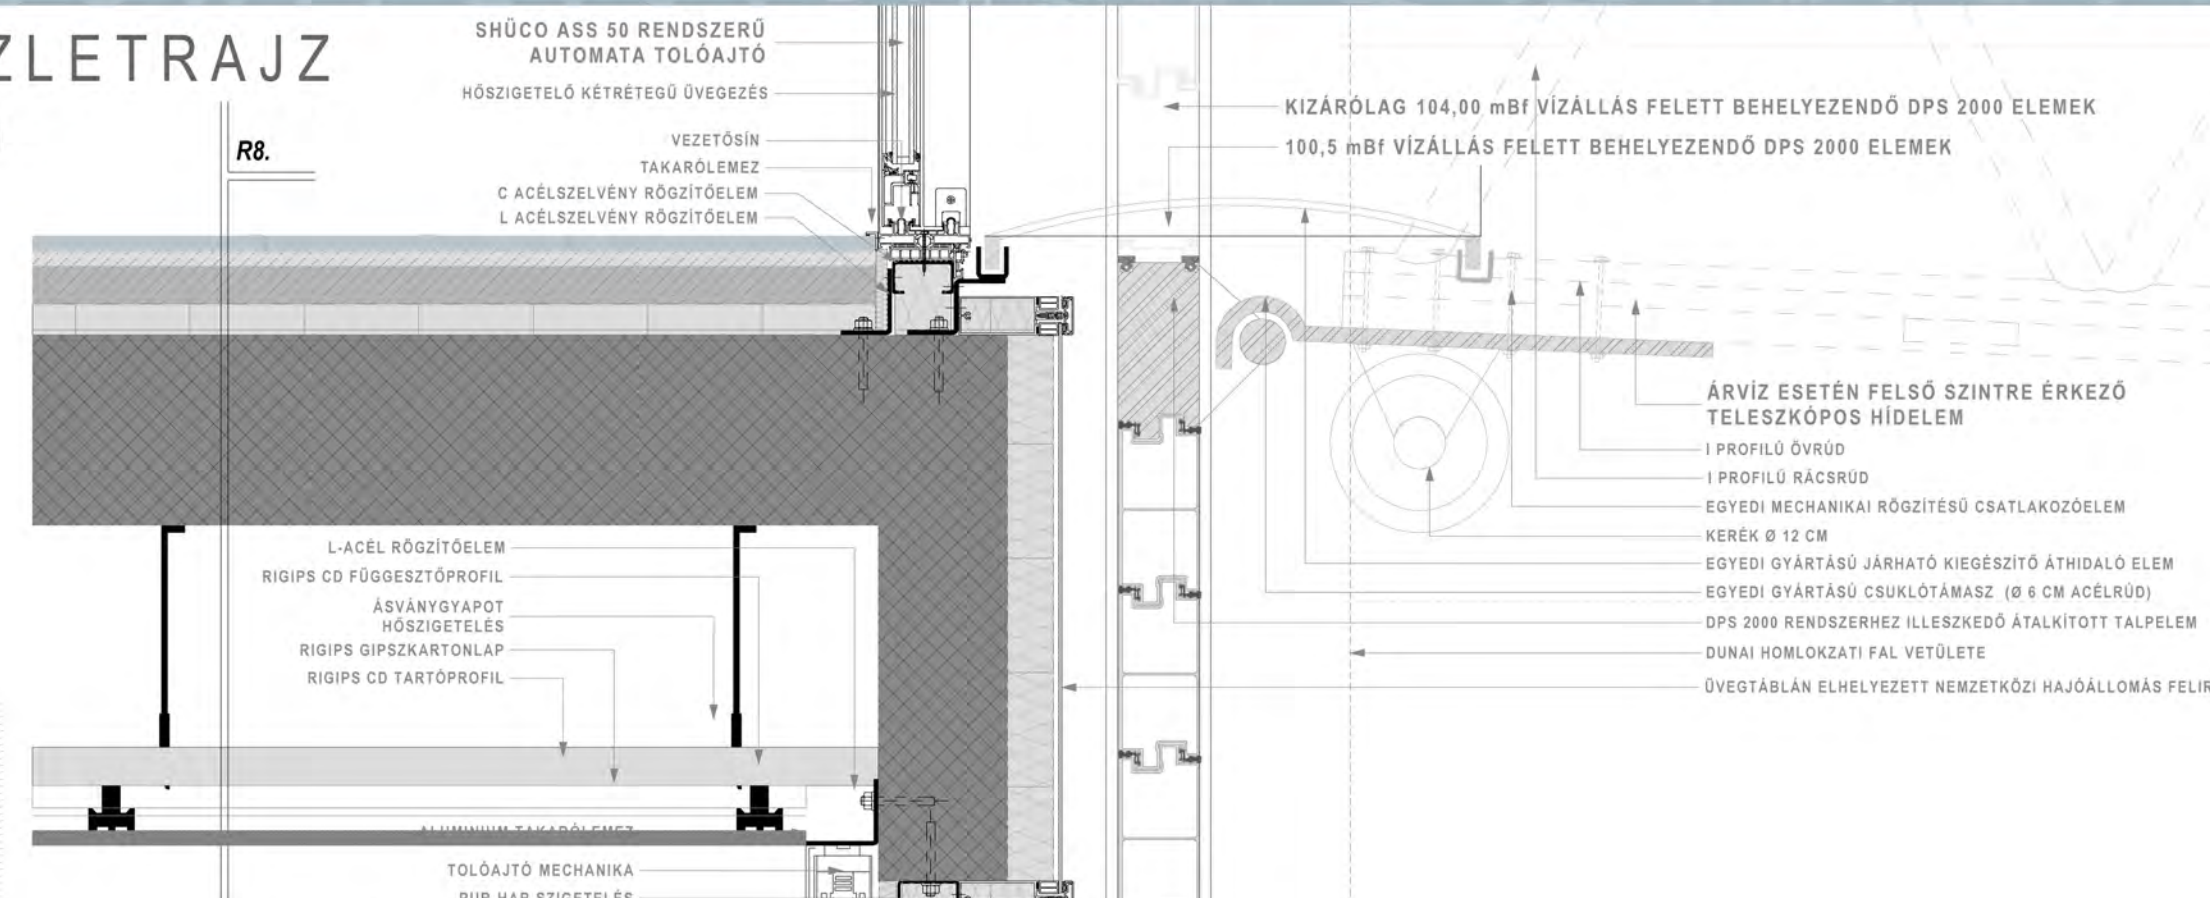 ZLETRAJZ
R8.
SHÜCO ASS 50 RENDSZERŰ
AUTOMATA TOLÓAJTÓ
HŐSZIGETELŐ KÉTRÉTEGŰ ÜVEGEZÉS
VEZETŐSÍN
TAKARÓLEMEZ
C ACÉLSZELVÉNY RÖGZÍTŐELEM
L ACÉLSZELVÉNY RÖGZÍTŐELEM
KIZÁRÓLAG 104,00 mBf VÍZÁLLÁS FELETT BEHELYEZENDŐ DPS 2000 ELEMEK
100,5 mBf VÍZÁLLÁS FELETT BEHELYEZENDŐ DPS 2000 ELEMEK
ÁRVÍZ ESETÉN FELSŐ SZINTRE ÉRKEZŐ
TELESZKÓPOS HÍDELEM
I PROFILÚ ÖVRÚD
I PROFILÚ RÁCSRÚD
EGYEDI MECHANIKAI RÖGZÍTÉSŰ CSATLAKOZÓELEM
KERÉK Ø 12 CM
EGYEDI GYÁRTÁSÚ JÁRHATÓ KIEGÉSZÍTŐ ÁTHIDALÓ ELEM
EGYEDI GYÁRTÁSÚ CSUKLÓTÁMASZ (Ø 6 CM ACÉLRÚD)
DPS 2000 RENDSZERHEZ ILLESZKEDŐ ÁTALKÍTOTT TALPELEM
DUNAI HOMLOKZATI FAL VETÜLETE
ÜVEGTÁBLÁN ELHELYEZETT NEMZETKÖZI HAJÓÁLLOMÁS FELIR
L-ACÉL RÖGZÍTŐELEM
RIGIPS CD FÜGGESZTŐPROFIL
ÁSVÁNYGYAPOT
HŐSZIGETELÉS
RIGIPS GIPSZKARTONLAP
RIGIPS CD TARTÓPROFIL
ALUMINIUM TAKARÓLEMEZ
TOLÓAJTÓ MECHANIKA
PUR HAB SZIGETELÉS